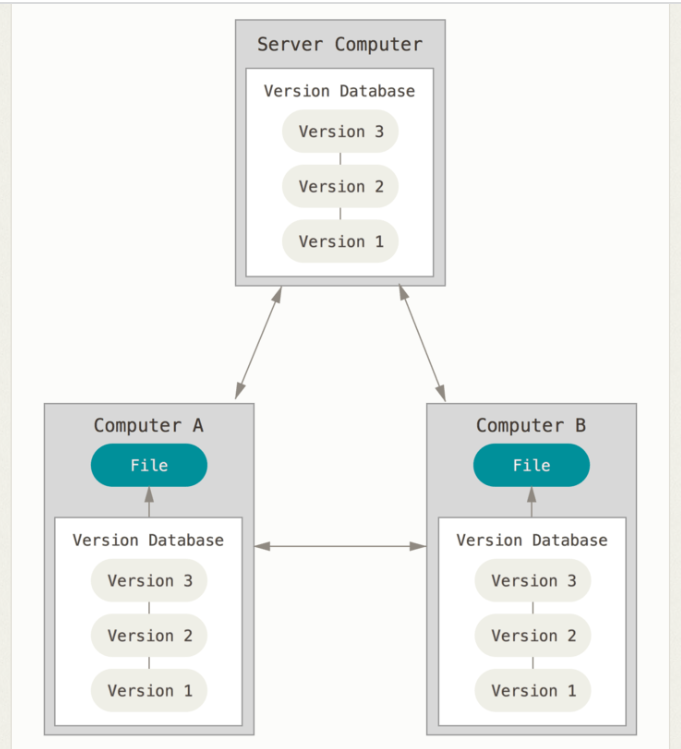 Server Computer
Version Database
Version 3
Version 2
Version 1
Computer A
File
Version Database
Version 3
Version 2
Version 1
Computer B
File
Version Database
Version 3
Version 2
Version 1